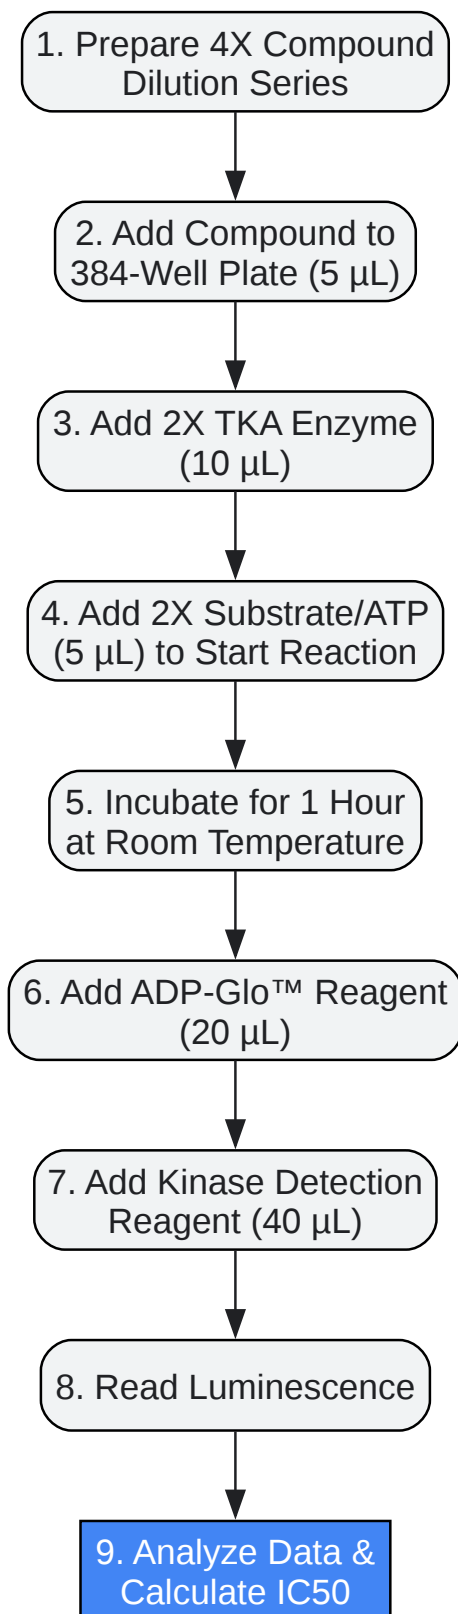 1. Prepare 4X Compound
Dilution Series
2. Add Compound to
384-Well Plate (5 µL)
3. Add 2X TKA Enzyme
(10 µL)
4. Add 2X Substrate/ATP
(5 µL) to Start Reaction
5. Incubate for 1 Hour
at Room Temperature
6. Add ADP-Glo™ Reagent
(20 µL)
7. Add Kinase Detection
Reagent (40 µL)
8. Read Luminescence
9. Analyze Data &
Calculate IC50